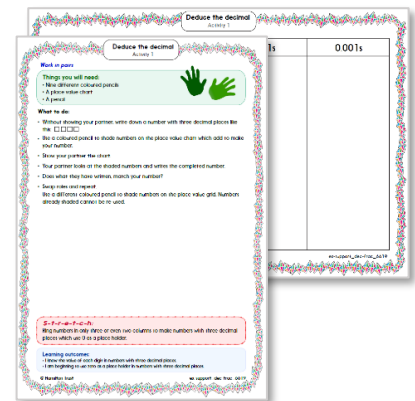 Deduce the decimal
Activity 1
1s
0.001s
es-support_dec-frac_6619
Deduce the decimal
Activity 1
Work in pairs
Things you will need:
• Nine different coloured pencils
• A place value chart
• A pencil
What to do:
• Without showing your partner, write down a number with three decimal places like
this: □.□□□
• Use a coloured pencil to shade numbers on the place value chart which add to make
your number.
• Show your partner the chart.
• Your partner looks at the shaded numbers and writes the completed number.
• Does what they have written, match your number?
• Swap roles and repeat.
Use a different coloured pencil to shade numbers on the place value grid. Numbers
already shaded cannot be re-used.
S-t-r-e-t-c-h:
Ring numbers in only three or even two columns to make numbers with three decimal
places which use 0 as a place holder.
Learning outcomes:
- I know the value of each digit in numbers with three decimal places.
- I am beginning to use zero as a place holder in numbers with three decimal places.
© Hamilton Trust
es-support_dec-frac_6619